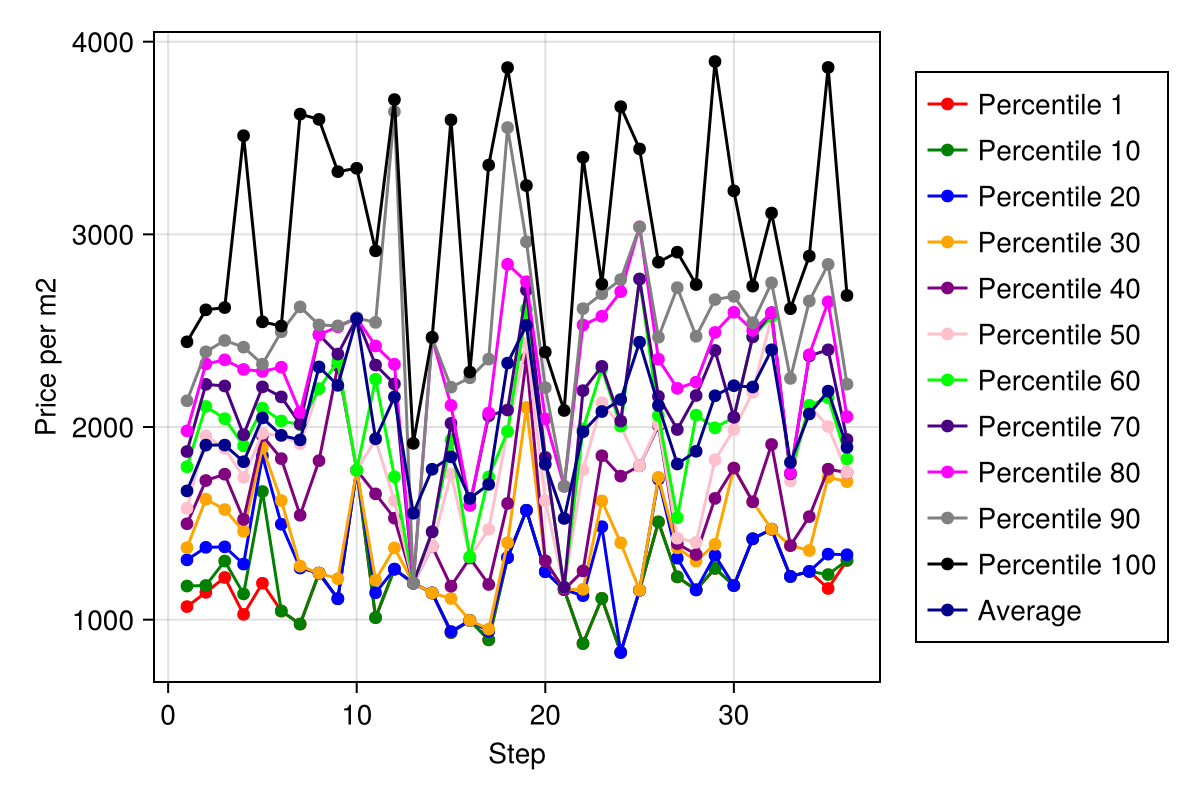 4000
3000
2000
1000
Price per m2
0 10 20 30
Step
Percentile 1
Percentile 10
Percentile 20
Percentile 30
Percentile 40
Percentile 50
Percentile 60
Percentile 70
Percentile 80
Percentile 90
Percentile 100
Average